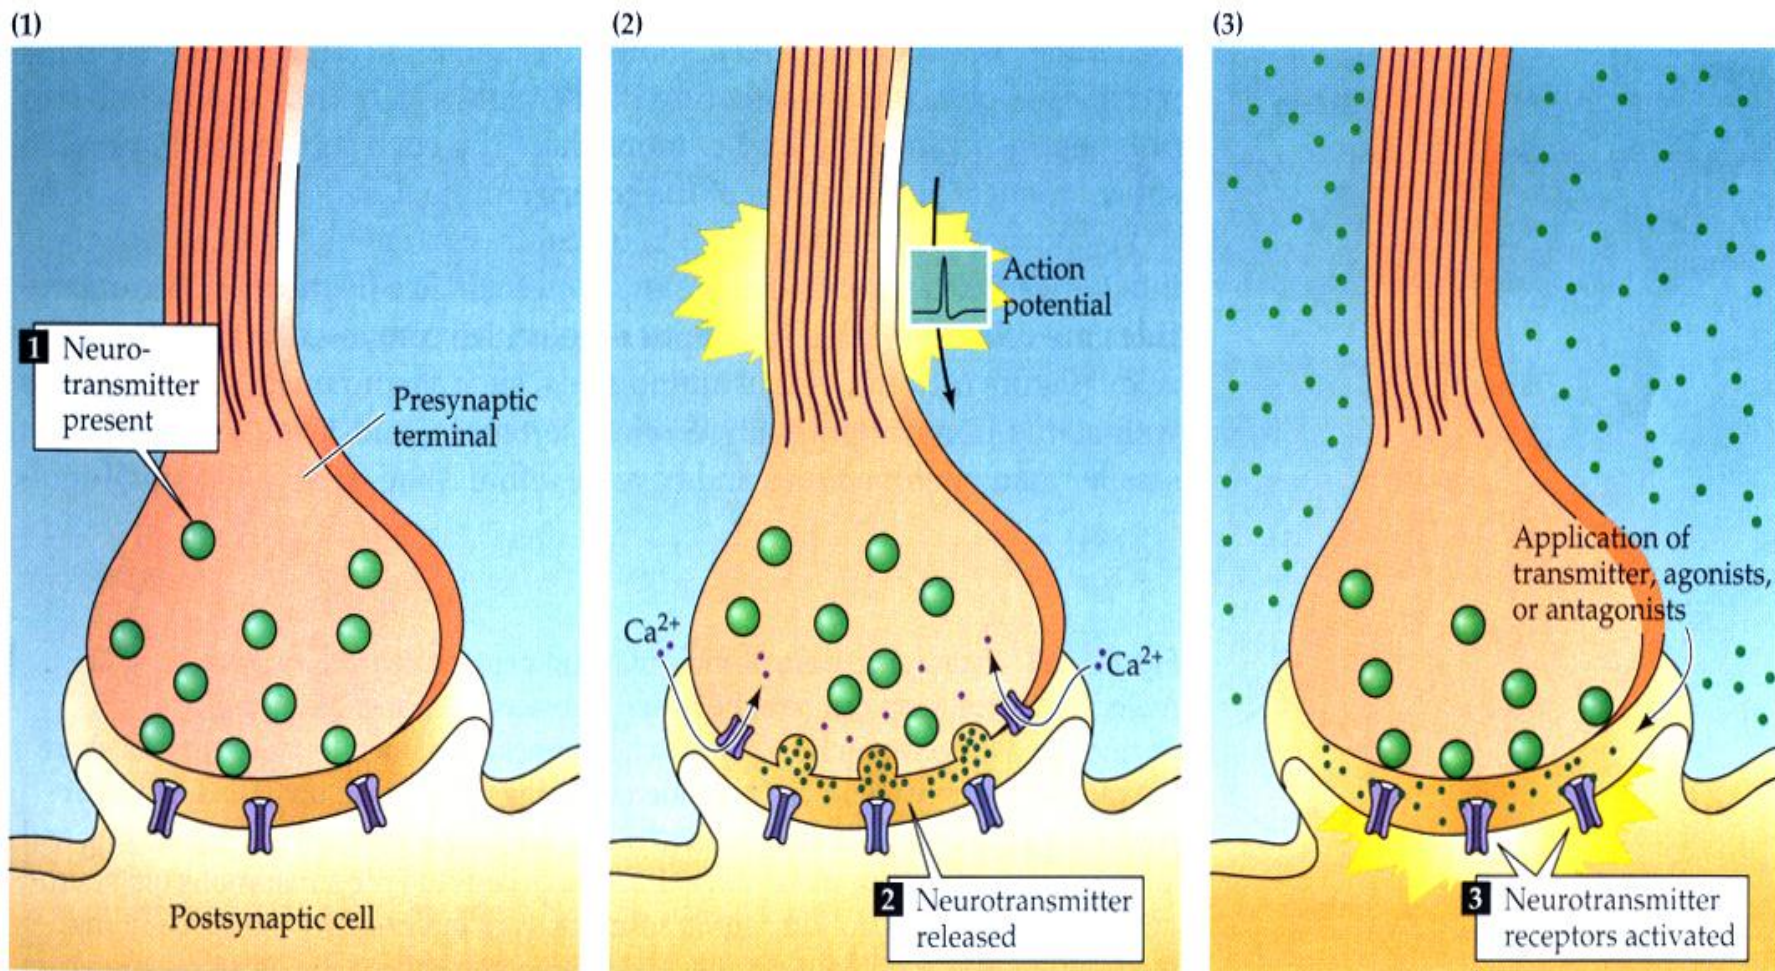 (1)
(2)
(3)
1 Neuro-
transmitter
present
Presynaptic
terminal
Postsynaptic cell
Action
potential
Ca²⁺
Ca²⁺
2 Neurotransmitter
released
Application of
transmitter, agonists,
or antagonists
3 Neurotransmitter
receptors activated